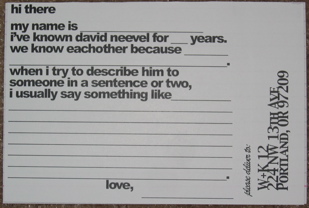 hi there
my name is
i've known david neevel for ___ years.
we know eachother because
.
when i try to describe him to
someone in a sentence or two,
i usually say something like
.
love,
please deliver to:
W+K 12
224 NW 13TH AVE
PORTLAND, OR 97209